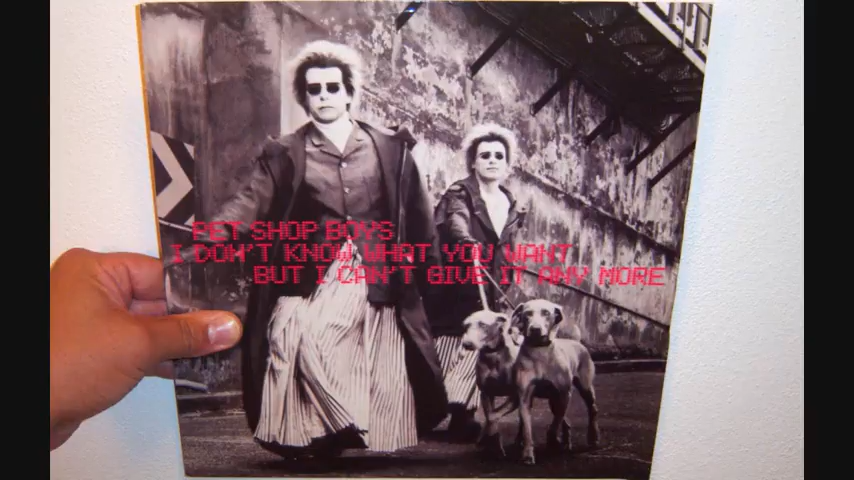 PET SHOP BOYS
I DON'T KNOW WHAT YOU WANT
BUT I CAN'T GIVE IT ANY MORE